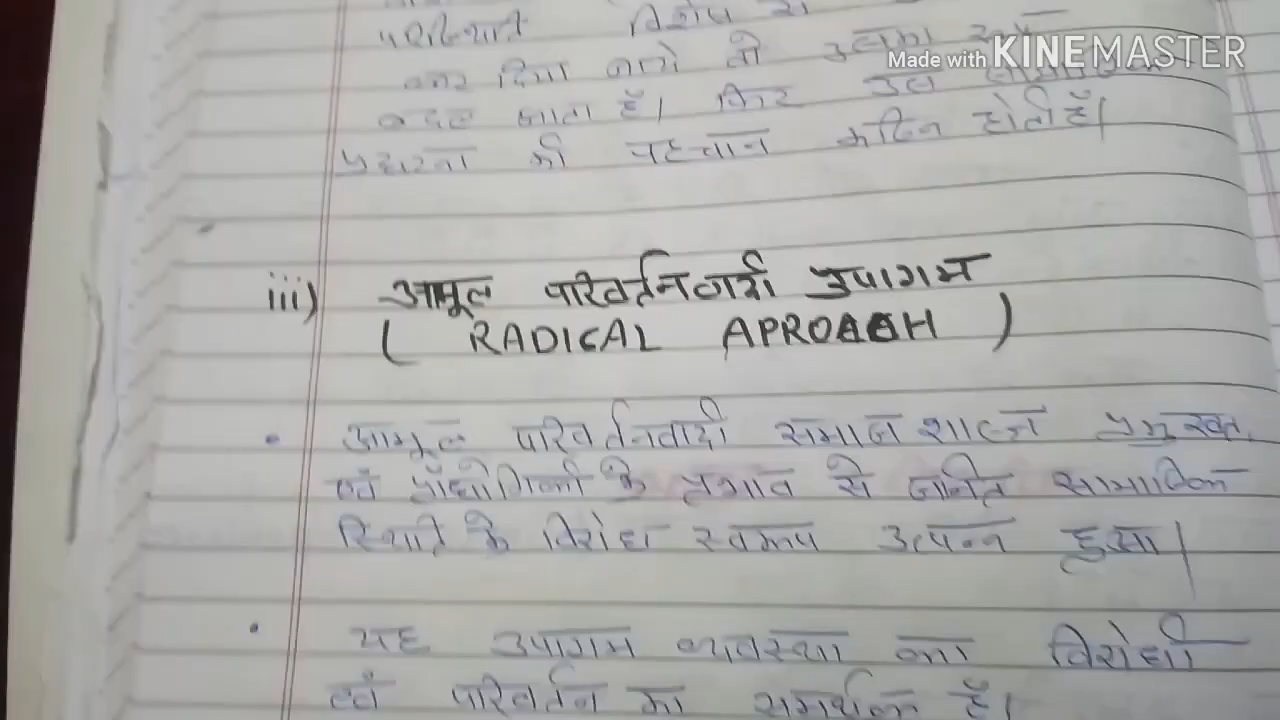 विशेष से
कर दिया जाये तो उसका
Made with KINEMASTER
बदल जाता है। फिर उस
की पहचान कठिन होती है।
iii) आमूल परिवर्तनवादी उपागम
( RADICAL APROACH )
• आमूल परिवर्तनवादी समाजशास्त्र
एवं प्रौद्योगिकी के प्रभाव से जनित सामाजिक
स्थिति के विरोध स्वरूप उत्पन्न हुआ।
• यह उपागम व्यवस्था का विरोधी
एवं परिवर्तन का समर्थक है।